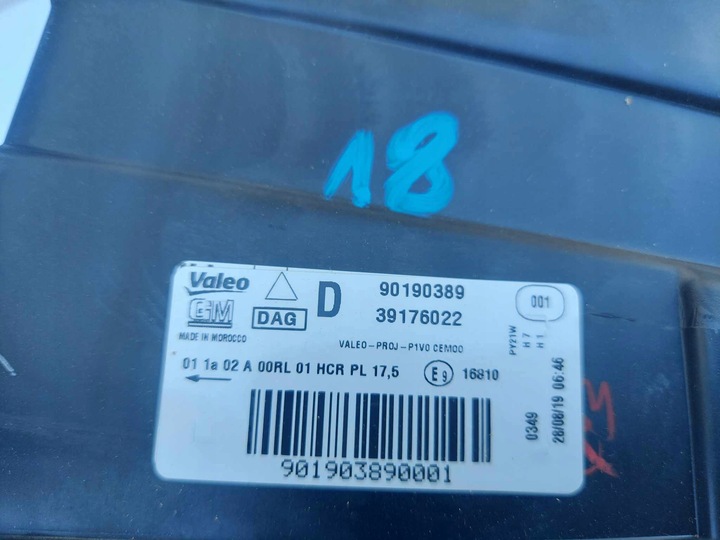 18
Valeo
GM
DAG
MADE IN MOROCCO
D
90190389
39176022
VALEO-PROJ-P1V0 CEMOO
001
PY21W
H7
H1
01 1a 02 A 00RL 01 HCR PL 17,5
E9
16810
0349
28/08/19 06:46
901903890001